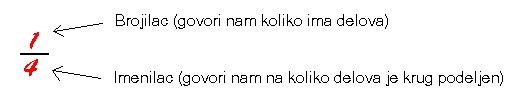 Brojilac (govori nam koliko ima delova)
1
4
Imenilac (govori nam na koliko delova je krug podeljen)